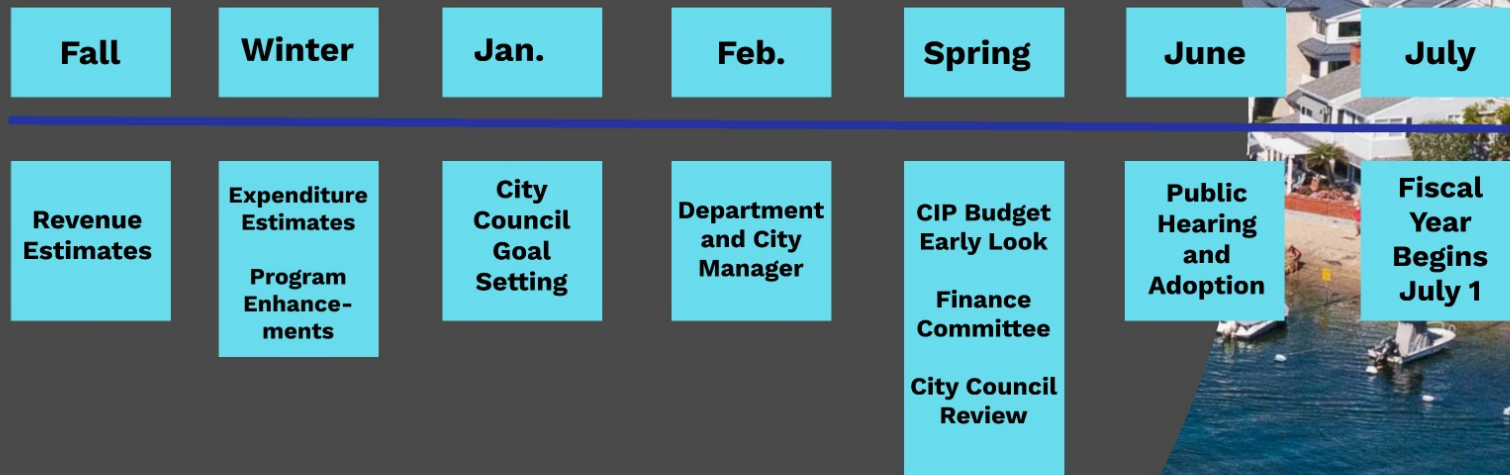 Fall
Winter
Jan.
Feb.
Spring
June
July
Revenue
Estimates
Expenditure
Estimates
Program
Enhance-
ments
City
Council
Goal
Setting
Department
and City
Manager
CIP Budget
Early Look
Finance
Committee
City Council
Review
Public
Hearing
and
Adoption
Fiscal
Year
Begins
July 1